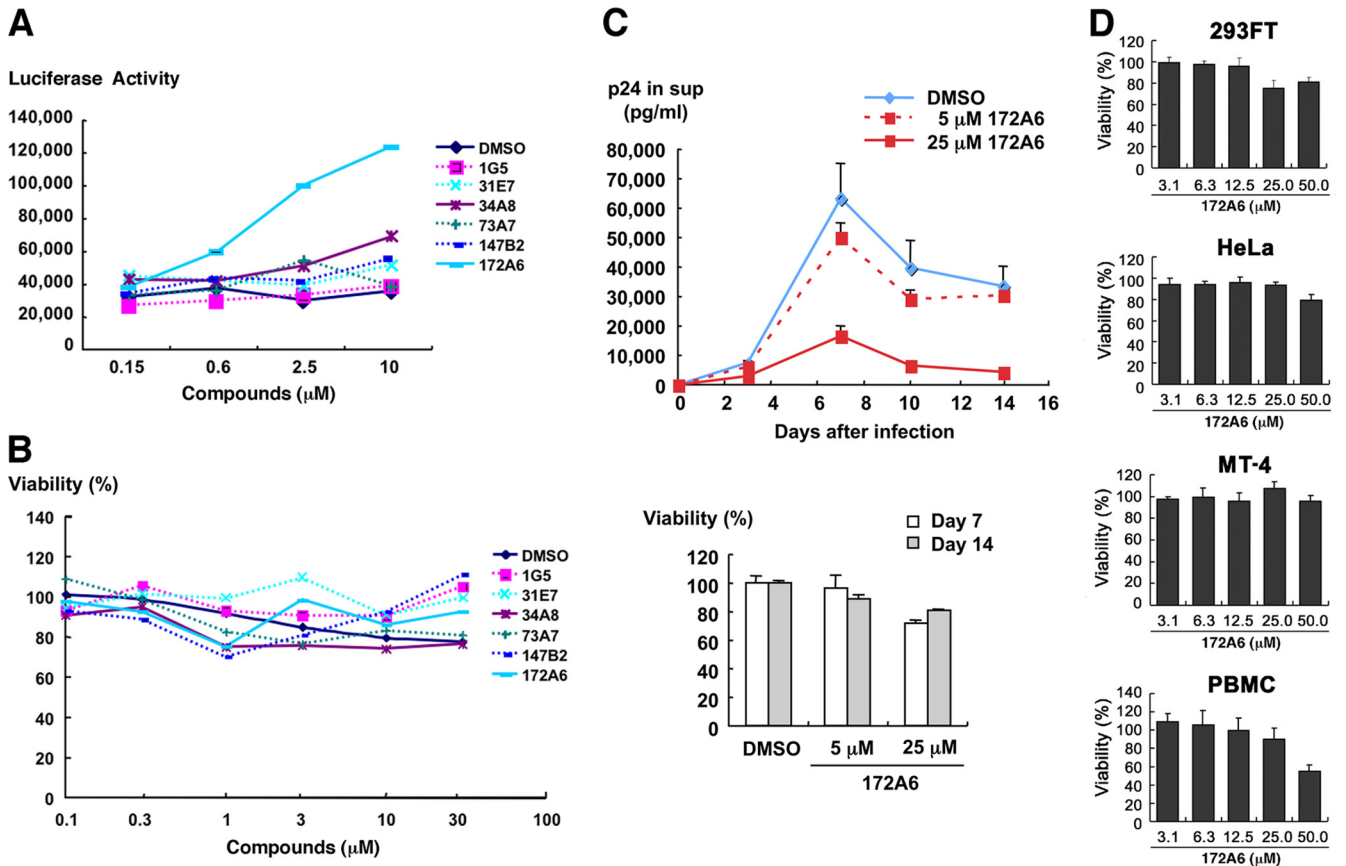 A
Luciferase Activity
140,000
120,000
100,000
80,000
60,000
40,000
20,000
0
0.15 0.6 2.5 10
Compounds (μM)
DMSO
1G5
31E7
34A8
73A7
147B2
172A6
B
Viability (%)
140
120
100
80
60
40
20
0
0.1 0.3 1 3 10 30 100
Compounds (μM)
DMSO
1G5
31E7
34A8
73A7
147B2
172A6
C
p24 in sup
(pg/ml)
DMSO
5 μM 172A6
25 μM 172A6
80,000
70,000
60,000
50,000
40,000
30,000
20,000
10,000
0
0 2 4 6 8 10 12 14 16
Days after infection
Viability (%)
Day 7
Day 14
120
100
80
60
40
20
0
DMSO 5 μM 25 μM
172A6
D
293FT
Viability (%)
120
100
80
60
40
20
0
3.1 6.3 12.5 25.0 50.0
172A6 (μM)
HeLa
Viability (%)
120
100
80
60
40
20
0
3.1 6.3 12.5 25.0 50.0
172A6 (μM)
MT-4
Viability (%)
120
100
80
60
40
20
0
3.1 6.3 12.5 25.0 50.0
172A6 (μM)
PBMC
Viability (%)
140
120
100
80
60
40
20
0
3.1 6.3 12.5 25.0 50.0
172A6 (μM)